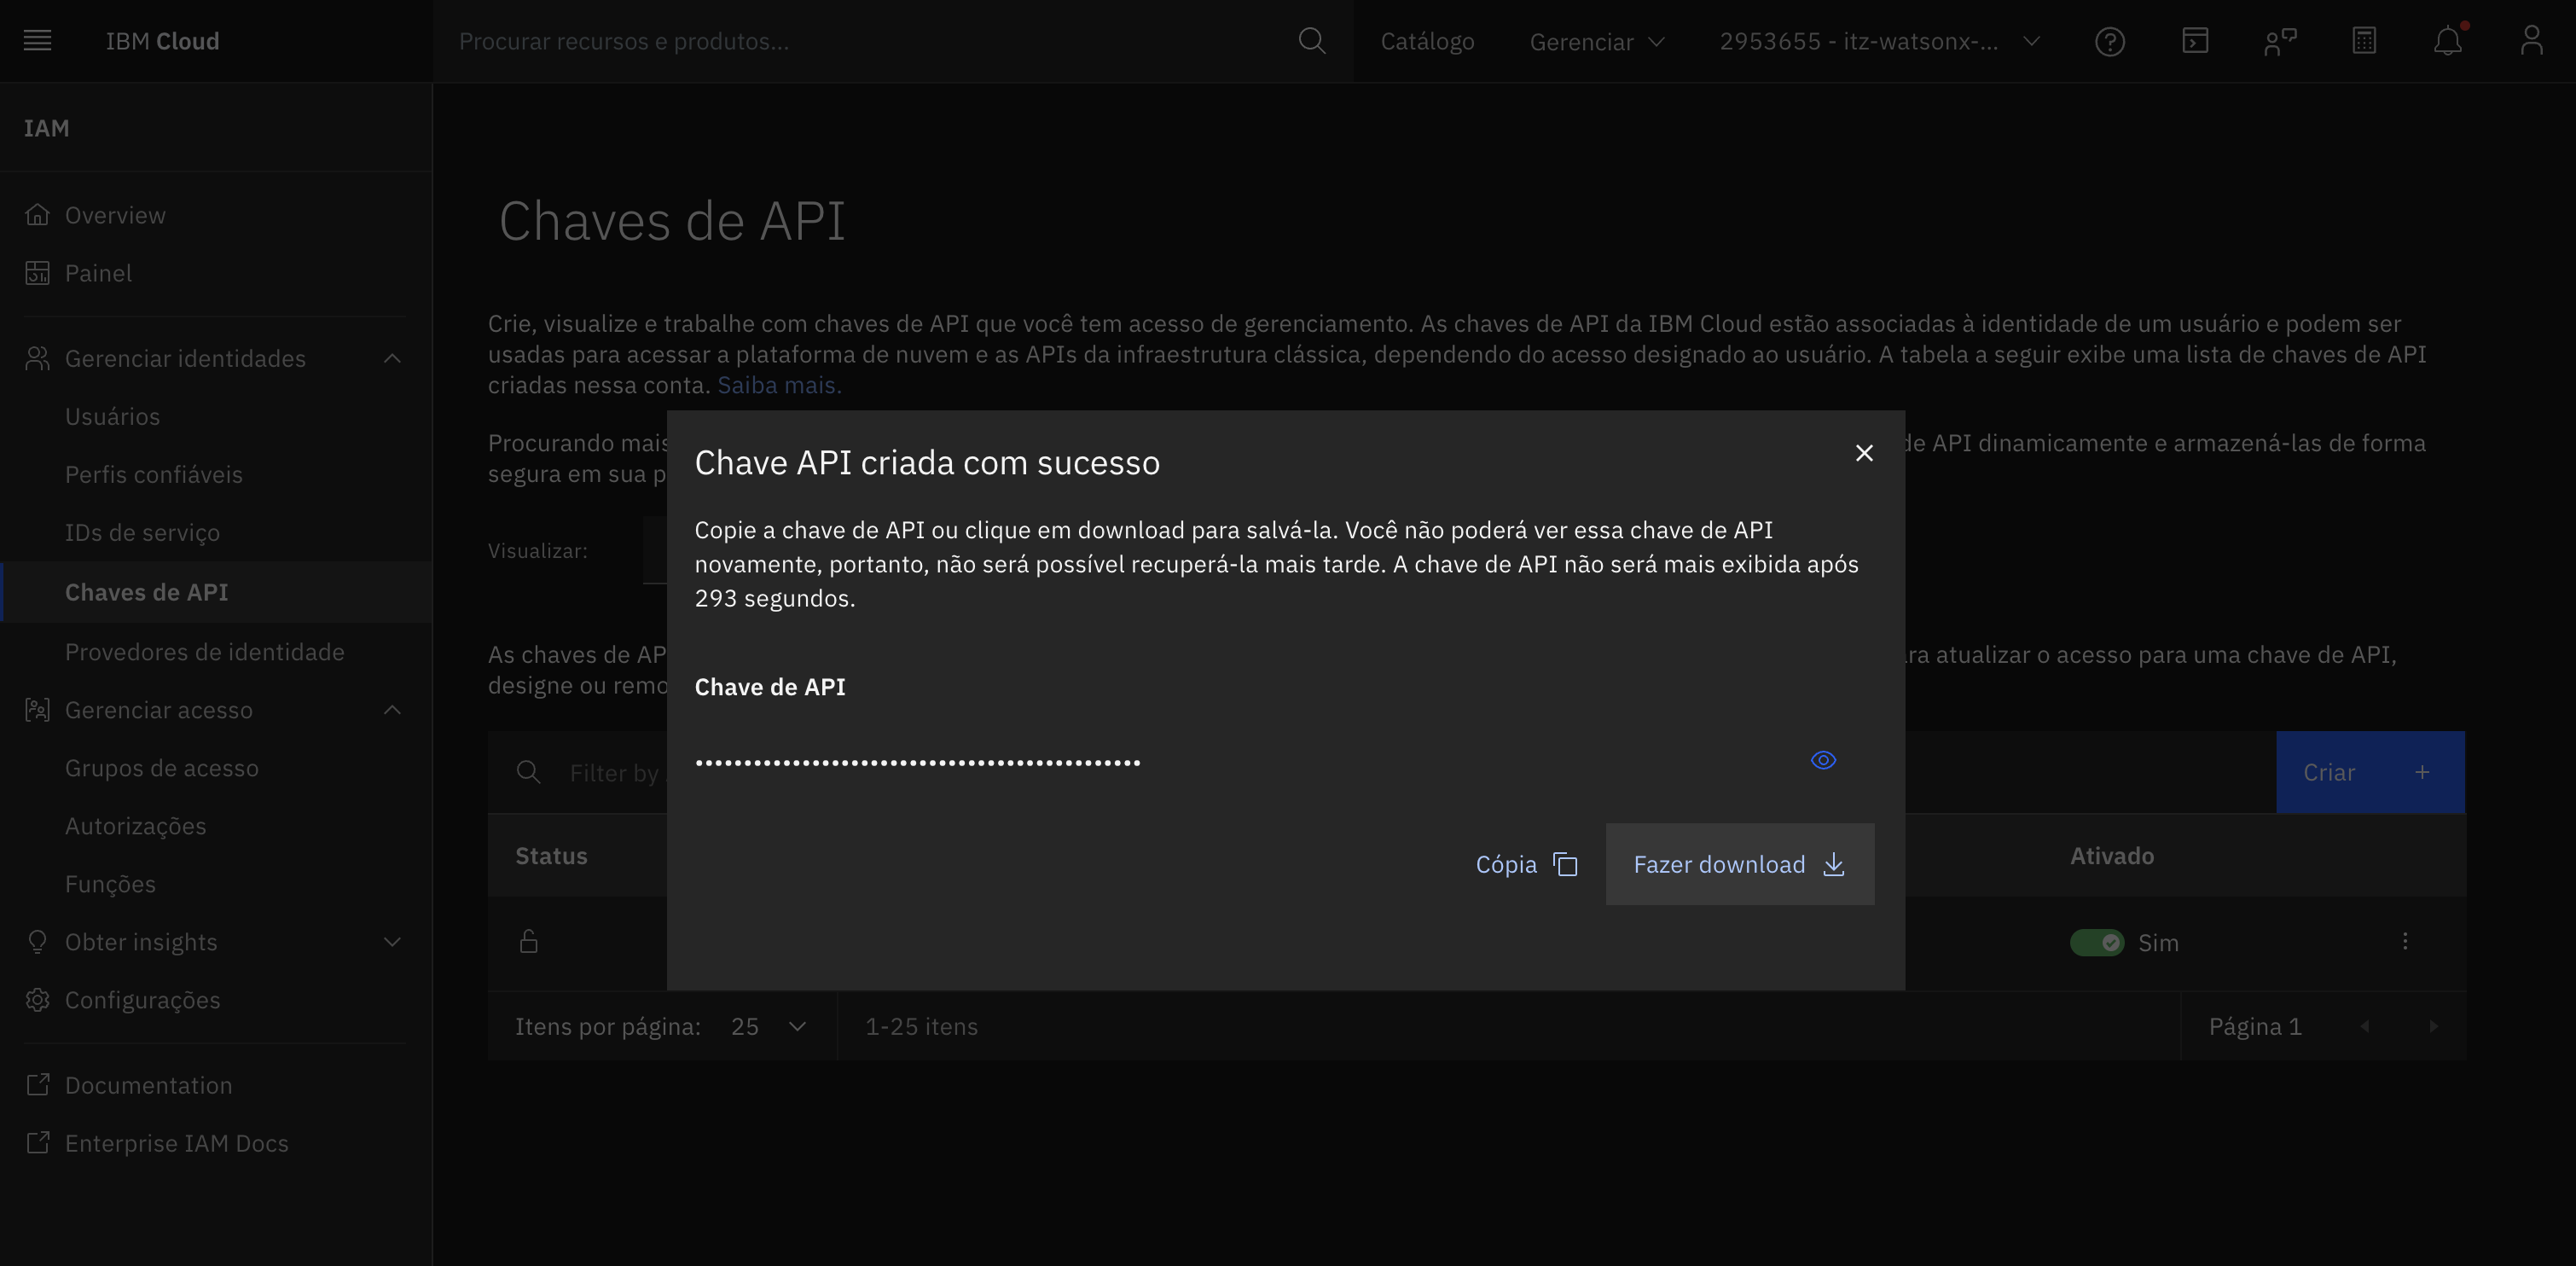 IBM Cloud
Procurar recursos e produtos...
Catálogo
Gerenciar
2953655 - itz-watsonx-...
IAM
Overview
Painel
Gerenciar identidades
Usuários
Perfis confiáveis
IDs de serviço
Chaves de API
Provedores de identidade
Gerenciar acesso
Grupos de acesso
Autorizações
Funções
Obter insights
Configurações
Documentation
Enterprise IAM Docs
Chaves de API
Crie, visualize e trabalhe com chaves de API que você tem acesso de gerenciamento. As chaves de API da IBM Cloud estão associadas à identidade de um usuário e podem ser
usadas para acessar a plataforma de nuvem e as APIs da infraestrutura clássica, dependendo do acesso designado ao usuário. A tabela a seguir exibe uma lista de chaves de API
criadas nessa conta. Saiba mais.
Procurando mais de API dinamicamente e armazená-las de forma
segura em sua p
Visualizar:
As chaves de AP ra atualizar o acesso para uma chave de API,
designe ou remo
Chave API criada com sucesso
Copie a chave de API ou clique em download para salvá-la. Você não poderá ver essa chave de API
novamente, portanto, não será possível recuperá-la mais tarde. A chave de API não será mais exibida após
293 segundos.
Chave de API
••••••••••••••••••••••••••••••••••••••••••••
Cópia
Fazer download
Filter by
Criar +
Status
Ativado
Sim
Itens por página: 25
1-25 itens
Página 1